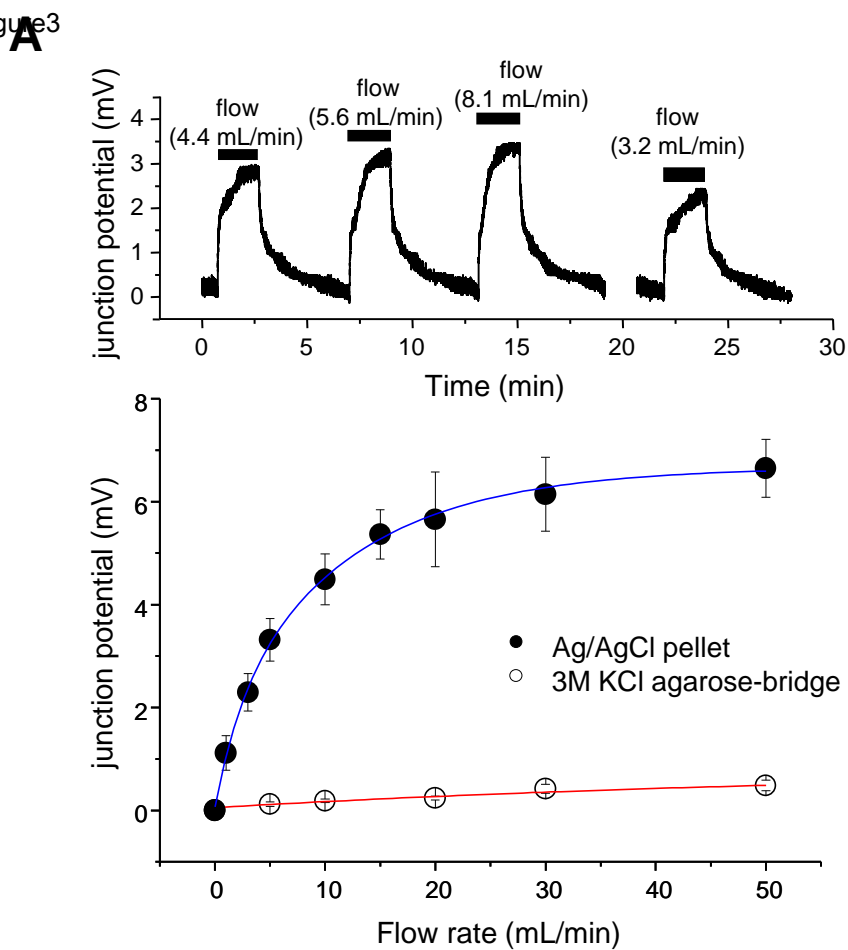 gure3
A
flow
(4.4 mL/min)
flow
(5.6 mL/min)
flow
(8.1 mL/min)
flow
(3.2 mL/min)
junction potential (mV)
4
3
2
1
0
0 5 10 15 20 25 30
Time (min)
junction potential (mV)
8
6
4
2
0
Ag/AgCl pellet
3M KCl agarose-bridge
0 10 20 30 40 50
Flow rate (mL/min)